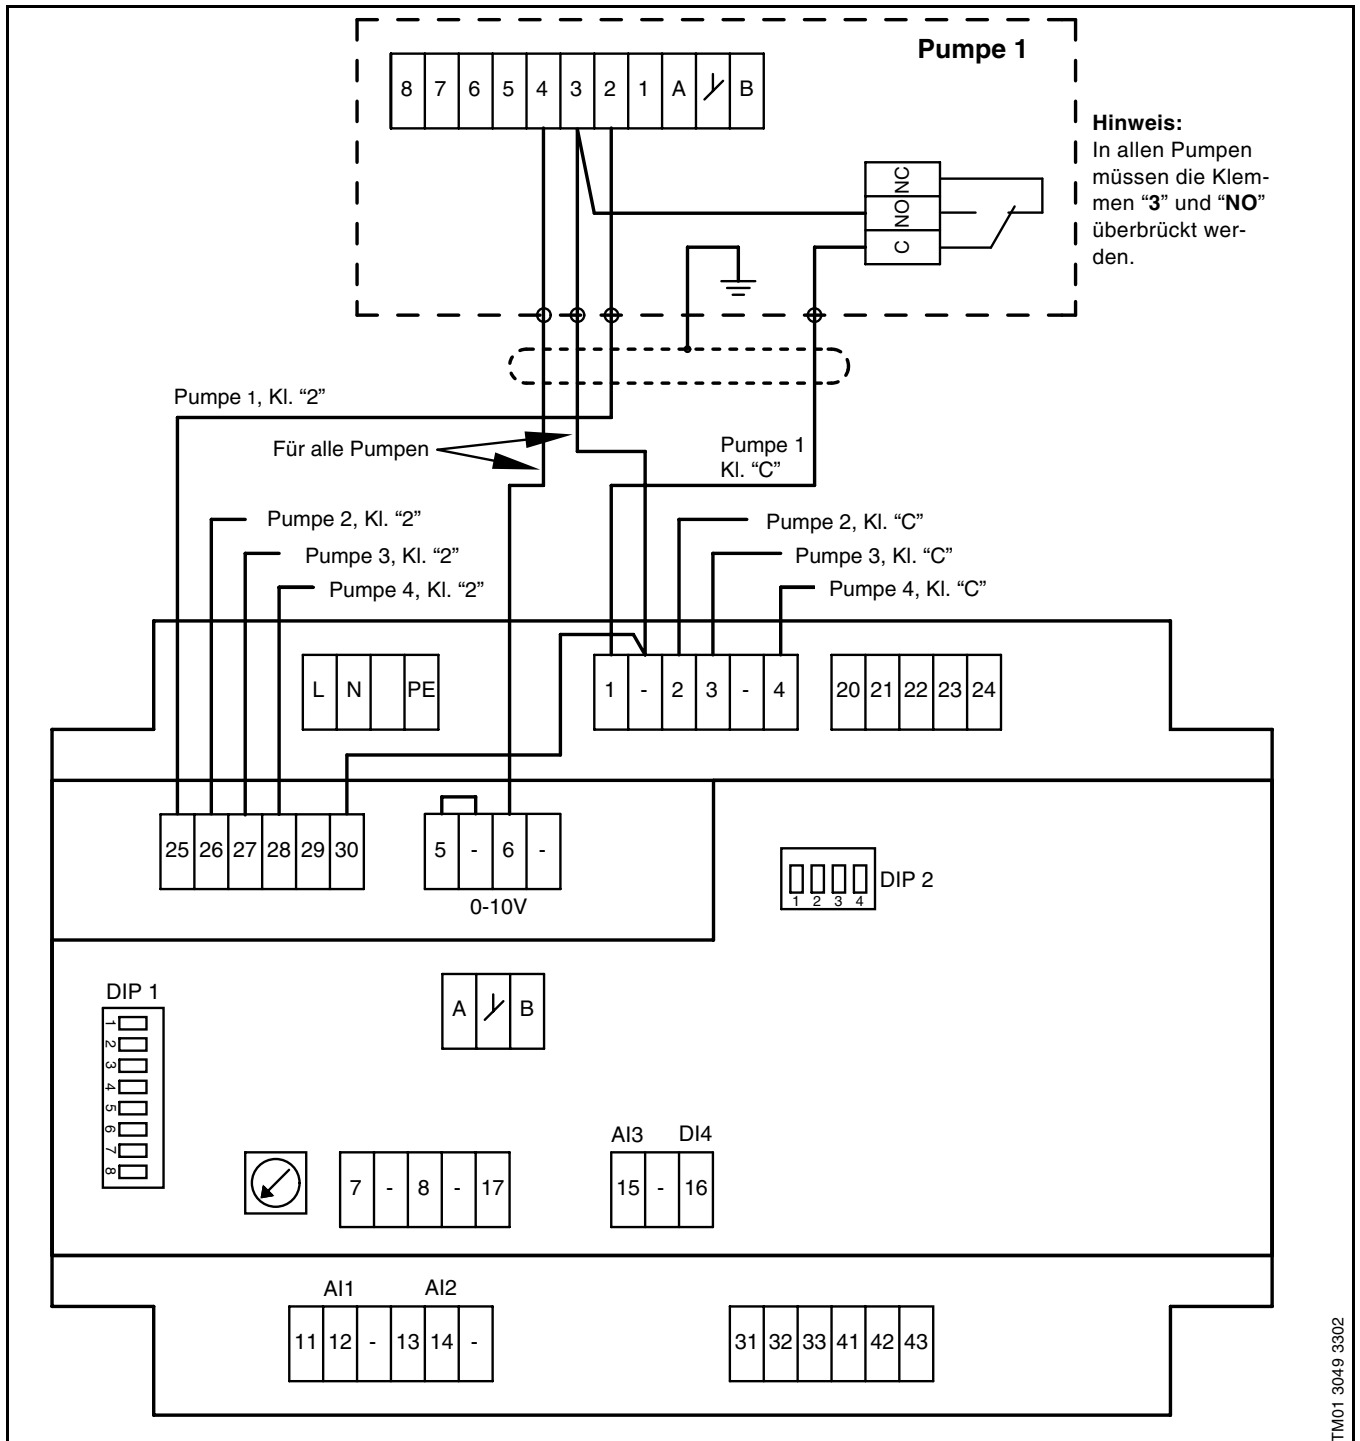 Pumpe 1
8 7 6 5 4 3 2 1 A B
Hinweis:
In allen Pumpen
müssen die Klem-
men “3” und “NO”
überbrückt wer-
den.
NC
NO
C
Pumpe 1, Kl. “2”
Für alle Pumpen
Pumpe 1
Kl. “C”
Pumpe 2, Kl. “2”
Pumpe 3, Kl. “2”
Pumpe 4, Kl. “2”
Pumpe 2, Kl. “C”
Pumpe 3, Kl. “C”
Pumpe 4, Kl. “C”
L N PE
1 - 2 3 - 4
20 21 22 23 24
25 26 27 28 29 30
5 - 6 -
0-10V
1 2 3 4
DIP 2
DIP 1
1
2
3
4
5
6
7
8
A B
AI3 DI4
7 - 8 - 17
15 - 16
AI1 AI2
11 12 - 13 14 -
31 32 33 41 42 43
TM01 3049 3302